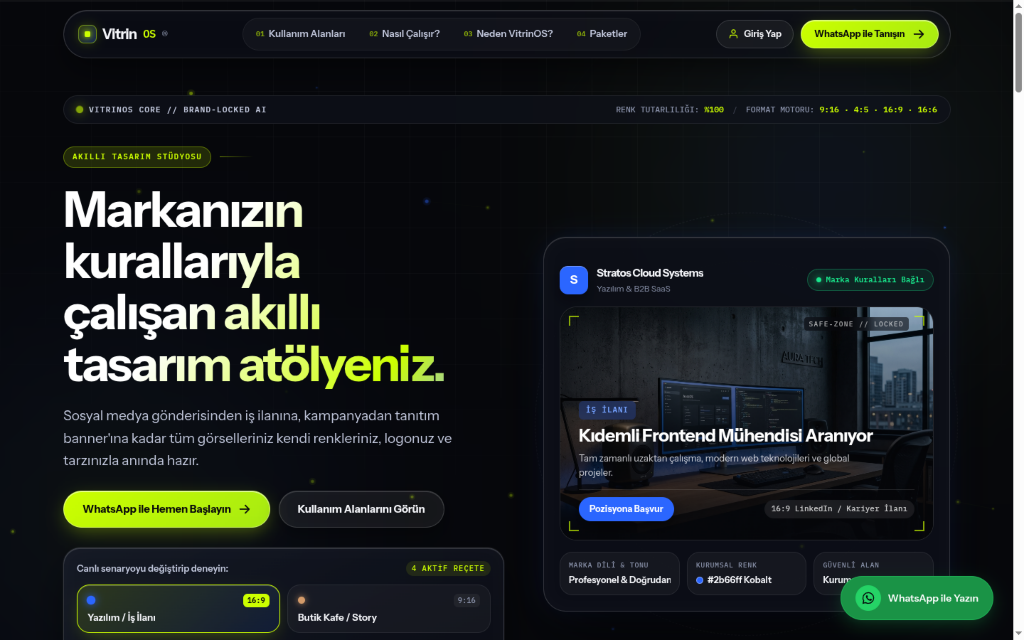 Vitrin OS
01 Kullanım Alanları
02 Nasıl Çalışır?
03 Neden VitrinOS?
04 Paketler
Giriş Yap
WhatsApp ile Tanışın →
VITRINOS CORE // BRAND-LOCKED AI
RENK TUTARLILIĞI: %100 / FORMAT MOTORU: 9:16 · 4:5 · 16:9 · 16:6
AKILLI TASARIM STÜDYOSU
Markanızın
kurallarıyla
çalışan akıllı
tasarım atölyeniz.
Sosyal medya gönderisinden iş ilanına, kampanyadan tanıtım
banner'ına kadar tüm görselleriniz kendi renkleriniz, logonuz ve
tarzınızla anında hazır.
WhatsApp ile Hemen Başlayın →
Kullanım Alanlarını Görün
Canlı senaryoyu değiştirip deneyin:
4 AKTİF REÇETE
16:9
Yazılım / İş İlanı
9:16
Butik Kafe / Story
S
Stratos Cloud Systems
Yazılım & B2B SaaS
Marka Kuralları Bağlı
SAFE-ZONE // LOCKED
AURA TECH
İŞ İLANI
Kıdemli Frontend Mühendisi Aranıyor
Tam zamanlı uzaktan çalışma, modern web teknolojileri ve global
projeler.
Pozisyona Başvur
16:9 LinkedIn / Kariyer İlanı
MARKA DİLİ & TONU
Profesyonel & Doğrudan
KURUMSAL RENK
#2b66ff Kobalt
GÜVENLİ ALAN
Kurum
WhatsApp ile Yazın